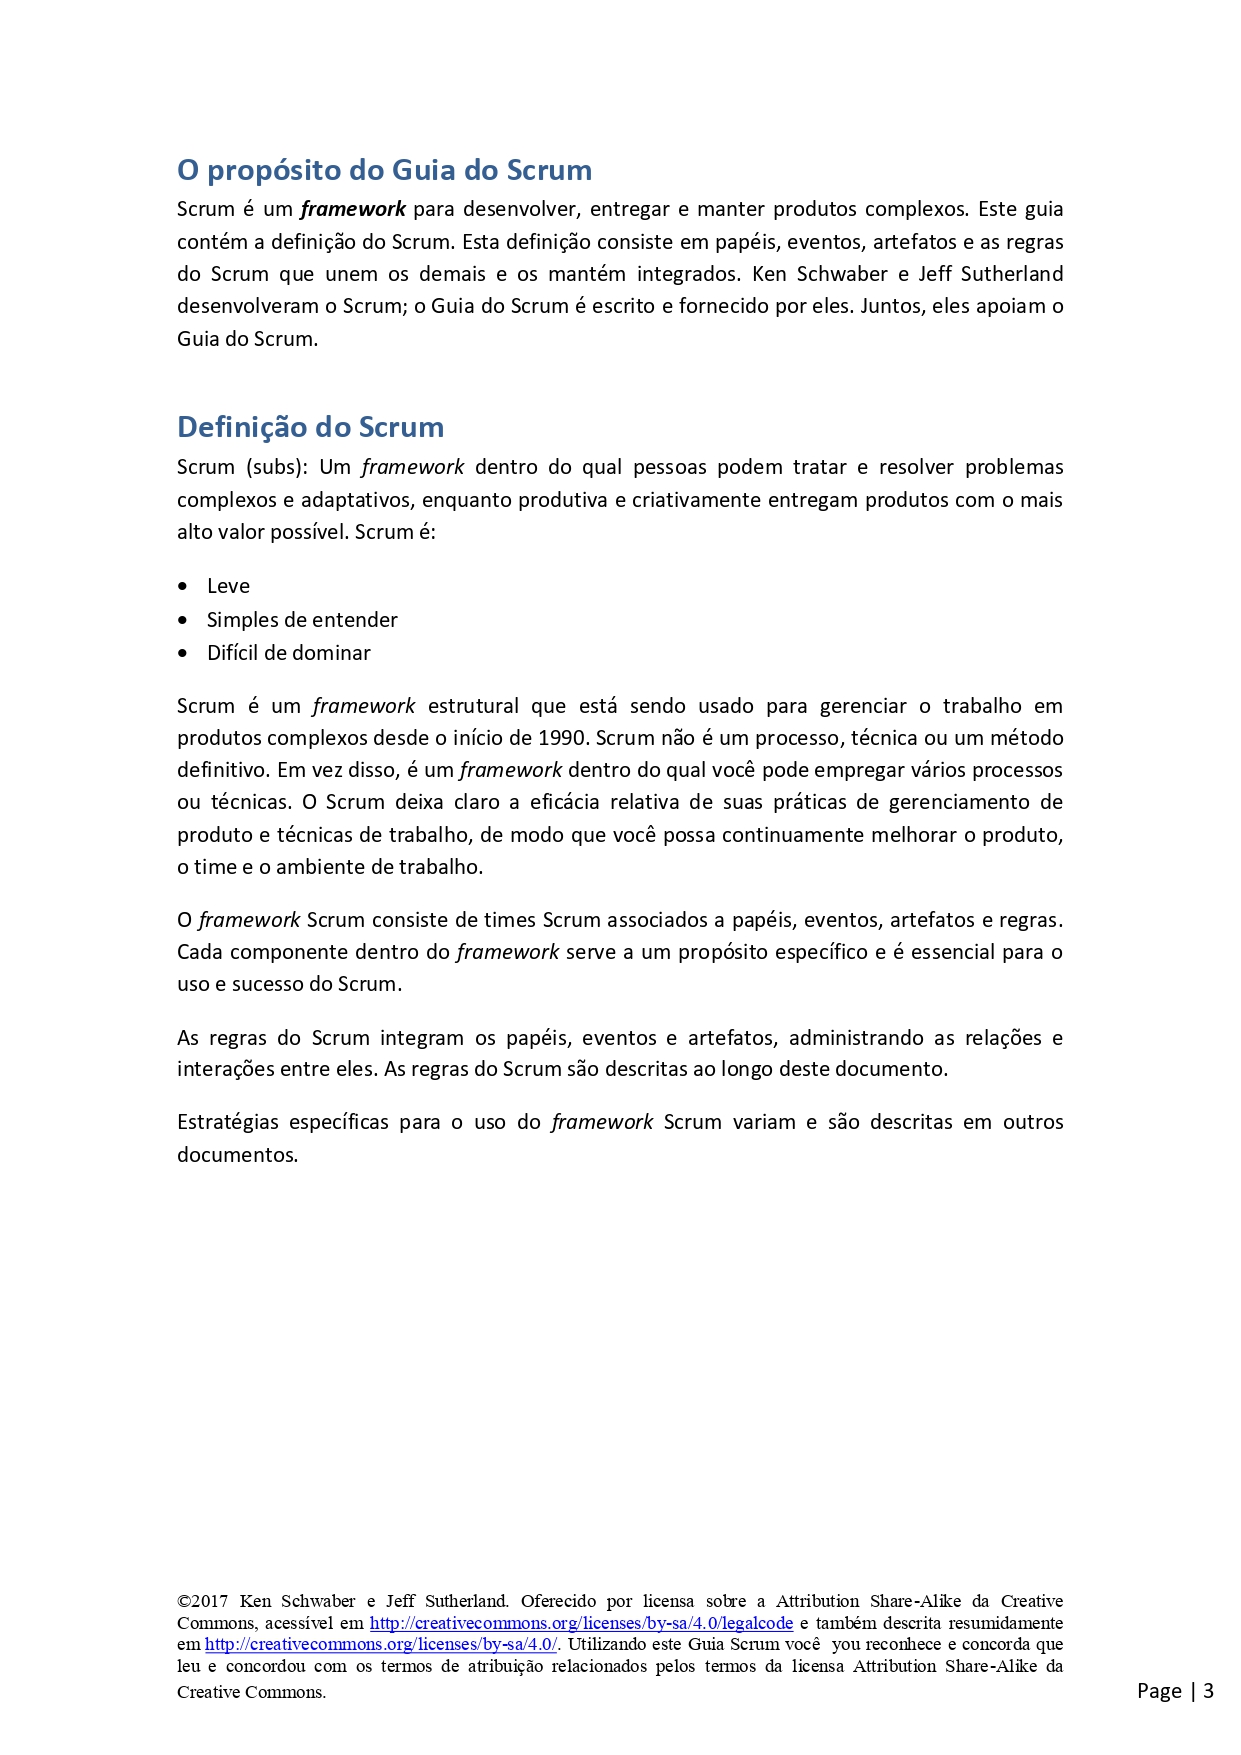 O propósito do Guia do Scrum
Scrum é um framework para desenvolver, entregar e manter produtos complexos. Este guia
contém a definição do Scrum. Esta definição consiste em papéis, eventos, artefatos e as regras
do Scrum que unem os demais e os mantém integrados. Ken Schwaber e Jeff Sutherland
desenvolveram o Scrum; o Guia do Scrum é escrito e fornecido por eles. Juntos, eles apoiam o
Guia do Scrum.
Definição do Scrum
Scrum (subs): Um framework dentro do qual pessoas podem tratar e resolver problemas
complexos e adaptativos, enquanto produtiva e criativamente entregam produtos com o mais
alto valor possível. Scrum é:
• Leve
• Simples de entender
• Difícil de dominar
Scrum é um framework estrutural que está sendo usado para gerenciar o trabalho em
produtos complexos desde o início de 1990. Scrum não é um processo, técnica ou um método
definitivo. Em vez disso, é um framework dentro do qual você pode empregar vários processos
ou técnicas. O Scrum deixa claro a eficácia relativa de suas práticas de gerenciamento de
produto e técnicas de trabalho, de modo que você possa continuamente melhorar o produto,
o time e o ambiente de trabalho.
O framework Scrum consiste de times Scrum associados a papéis, eventos, artefatos e regras.
Cada componente dentro do framework serve a um propósito específico e é essencial para o
uso e sucesso do Scrum.
As regras do Scrum integram os papéis, eventos e artefatos, administrando as relações e
interações entre eles. As regras do Scrum são descritas ao longo deste documento.
Estratégias específicas para o uso do framework Scrum variam e são descritas em outros
documentos.
©2017 Ken Schwaber e Jeff Sutherland. Oferecido por licensa sobre a Attribution Share-Alike da Creative
Commons, acessível em http://creativecommons.org/licenses/by-sa/4.0/legalcode e também descrita resumidamente
em http://creativecommons.org/licenses/by-sa/4.0/. Utilizando este Guia Scrum você you reconhece e concorda que
leu e concordou com os termos de atribuição relacionados pelos termos da licensa Attribution Share-Alike da
Creative Commons.
Page | 3